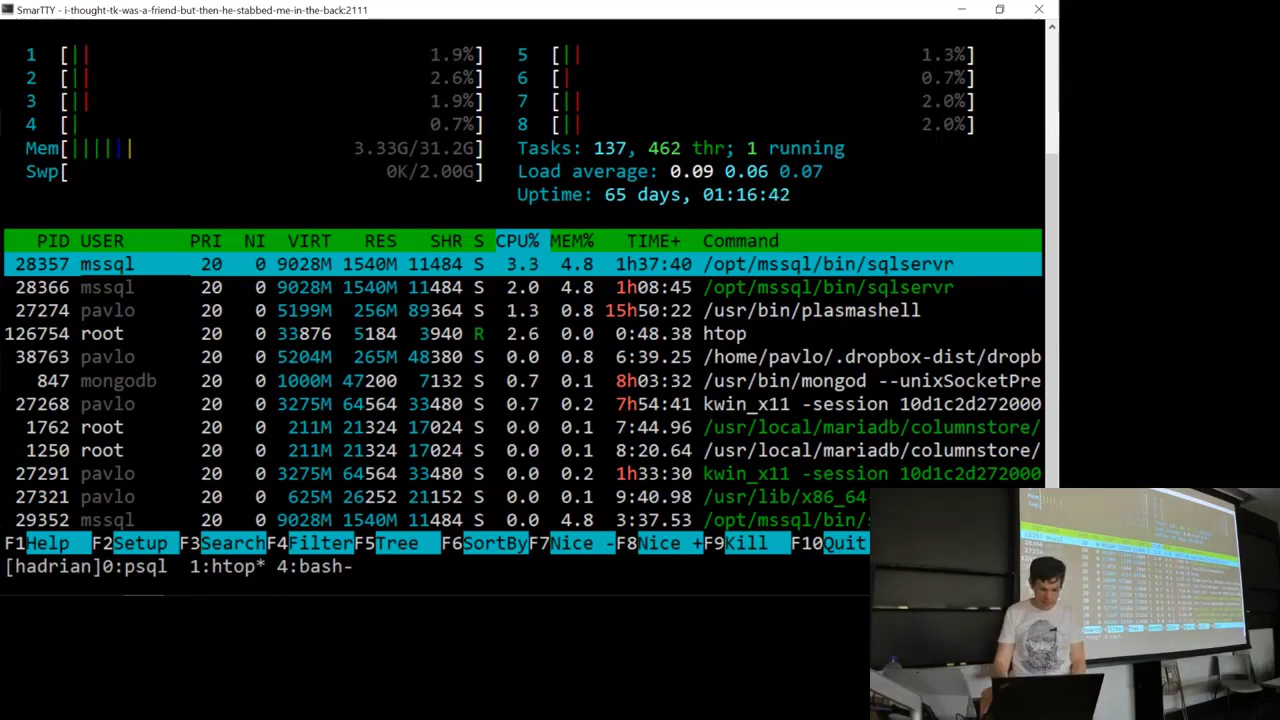 SmarTTY - i-thought-tk-was-a-friend-but-then-he-stabbed-me-in-the-back:2111
1 [|| 1.9%] 5 [|| 1.3%]
2 [|| 2.6%] 6 [| 0.7%]
3 [|| 1.9%] 7 [|| 2.0%]
4 [| 0.7%] 8 [|| 2.0%]
Mem[|||||| 3.33G/31.2G] Tasks: 137, 462 thr; 1 running
Swp[ 0K/2.00G] Load average: 0.09 0.06 0.07
Uptime: 65 days, 01:16:42
PID USER PRI NI VIRT RES SHR S CPU% MEM% TIME+ Command
28357 mssql 20 0 9028M 1540M 11484 S 3.3 4.8 1h37:40 /opt/mssql/bin/sqlservr
28366 mssql 20 0 9028M 1540M 11484 S 2.0 4.8 1h08:45 /opt/mssql/bin/sqlservr
27274 pavlo 20 0 5199M 256M 89364 S 1.3 0.8 15h50:22 /usr/bin/plasmashell
126754 root 20 0 33876 5184 3940 R 2.6 0.0 0:48.38 htop
38763 pavlo 20 0 5204M 265M 48380 S 0.0 0.8 6:39.25 /home/pavlo/.dropbox-dist/dropb
847 mongodb 20 0 1000M 47200 7132 S 0.7 0.1 8h03:32 /usr/bin/mongod --unixSocketPre
27268 pavlo 20 0 3275M 64564 33480 S 0.7 0.2 7h54:41 kwin_x11 -session 10d1c2d272000
1762 root 20 0 211M 21324 17024 S 0.0 0.1 7:44.96 /usr/local/mariadb/columnstore/
1250 root 20 0 211M 21324 17024 S 0.0 0.1 8:20.64 /usr/local/mariadb/columnstore/
27291 pavlo 20 0 3275M 64564 33480 S 0.0 0.2 1h33:30 kwin_x11 -session 10d1c2d272000
27321 pavlo 20 0 625M 26252 21152 S 0.0 0.1 9:40.98 /usr/lib/x86_64
29352 mssql 20 0 9028M 1540M 11484 S 0.0 4.8 3:37.53 /opt/mssql/bin/s
F1Help F2Setup F3SearchF4FilterF5Tree F6SortByF7Nice -F8Nice +F9Kill F10Quit
[hadrian]0:psql 1:htop* 4:bash-